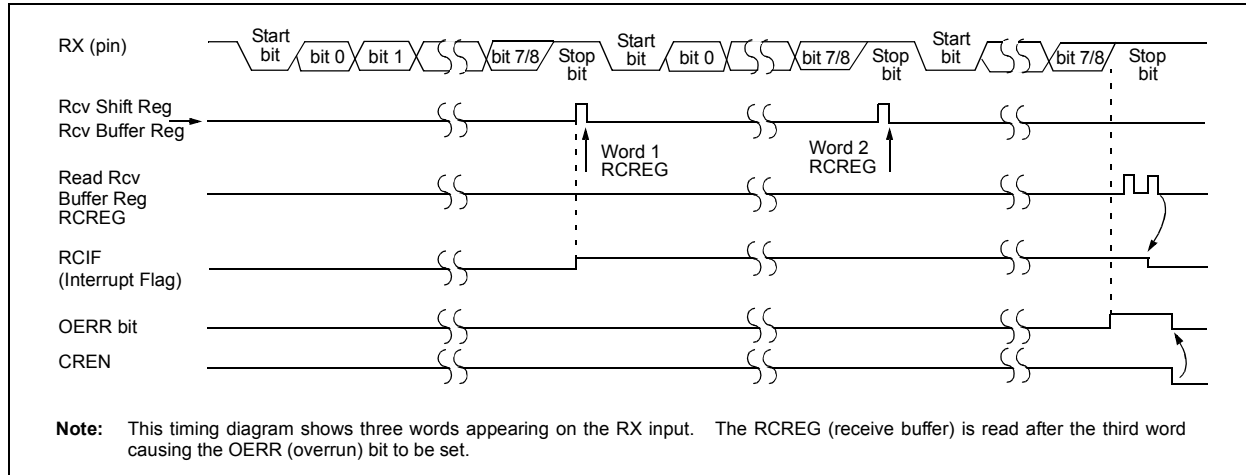 RX (pin)
Start bit
bit 0
bit 1
bit 7/8
Stop bit
Start bit
bit 0
bit 7/8
Stop bit
Start bit
bit 7/8
Stop bit
Rcv Shift Reg
Rcv Buffer Reg
Word 1
RCREG
Word 2
RCREG
Read Rcv
Buffer Reg
RCREG
RCIF
(Interrupt Flag)
OERR bit
CREN
Note: This timing diagram shows three words appearing on the RX input. The RCREG (receive buffer) is read after the third word
causing the OERR (overrun) bit to be set.